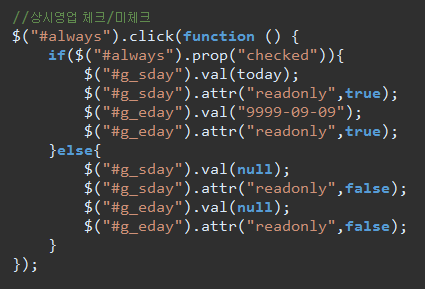 //상시영업 체크/미체크
$("#always").click(function () {
    if($("#always").prop("checked")){
        $("#g_sday").val(today);
        $("#g_sday").attr("readonly",true);
        $("#g_eday").val("9999-09-09");
        $("#g_eday").attr("readonly",true);
    }else{
        $("#g_sday").val(null);
        $("#g_sday").attr("readonly",false);
        $("#g_eday").val(null);
        $("#g_eday").attr("readonly",false);
    }
});